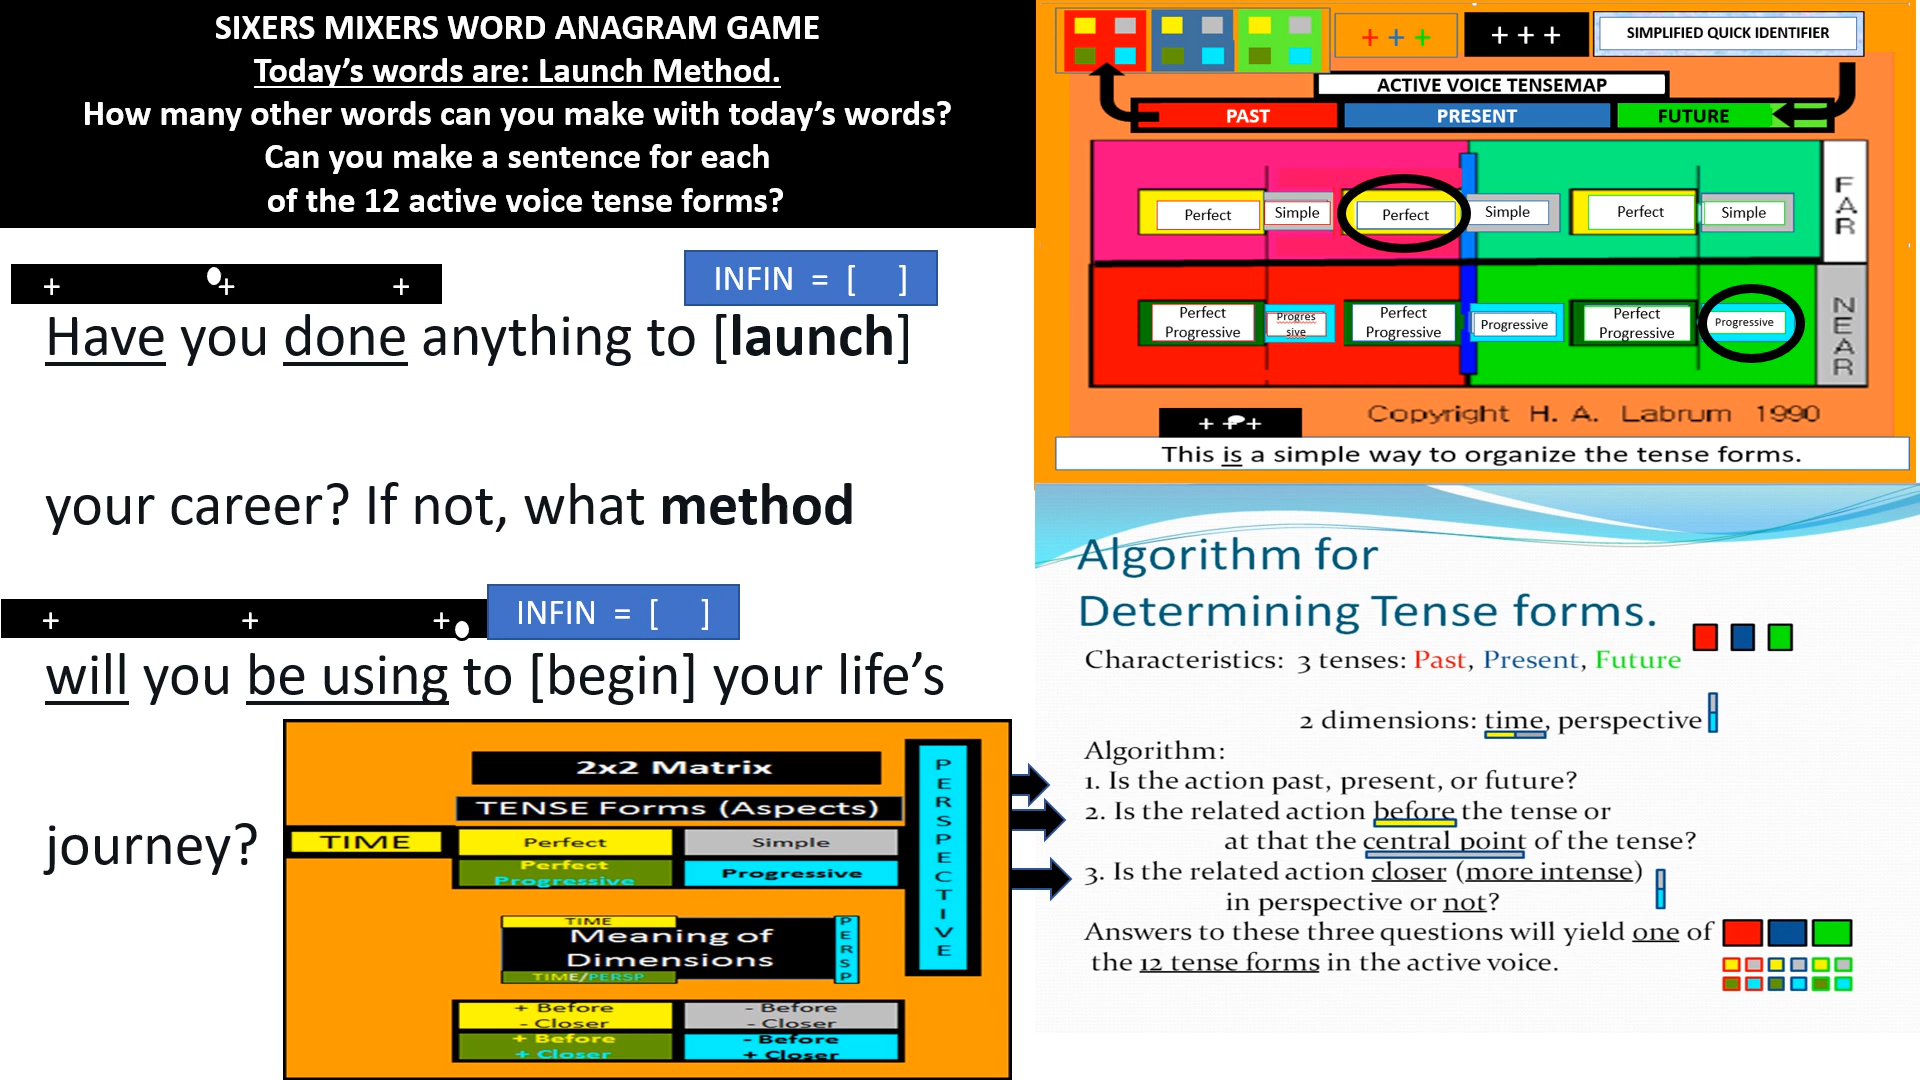 SIXERS MIXERS WORD ANAGRAM GAME
Today's words are: Launch Method.
How many other words can you make with today's words?
Can you make a sentence for each
of the 12 active voice tense forms?
+ + +
INFIN = [ ]
Have you done anything to [launch]
your career? If not, what method
+ + +
INFIN = [ ]
will you be using to [begin] your life's
journey?
2x2 Matrix
TENSE Forms (Aspects)
TIME
Perfect
Simple
Perfect
Progressive
Progressive
PERSPECTIVE
TIME
Meaning of
Dimensions
TIME/PERSP
PERSP
+ Before
- Closer
- Before
- Closer
+ Before
+ Closer
- Before
+ Closer
+ + +
+ + +
SIMPLIFIED QUICK IDENTIFIER
ACTIVE VOICE TENSEMAP
PAST
PRESENT
FUTURE
Perfect
Simple
Perfect
Simple
Perfect
Simple
FAR
Perfect
Progressive
Progres
sive
Perfect
Progressive
Progressive
Perfect
Progressive
Progressive
NEAR
Copyright H. A. Labrum 1990
+ + +
This is a simple way to organize the tense forms.
Algorithm for
Determining Tense forms.
Characteristics: 3 tenses: Past, Present, Future
2 dimensions: time, perspective
Algorithm:
1. Is the action past, present, or future?
2. Is the related action before the tense or
at that the central point of the tense?
3. Is the related action closer (more intense)
in perspective or not?
Answers to these three questions will yield one of
the 12 tense forms in the active voice.